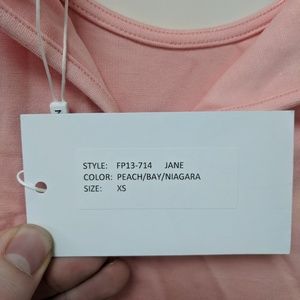 STYLE: FP13-714 JANE
COLOR: PEACH/BAY/NIAGARA
SIZE: XS